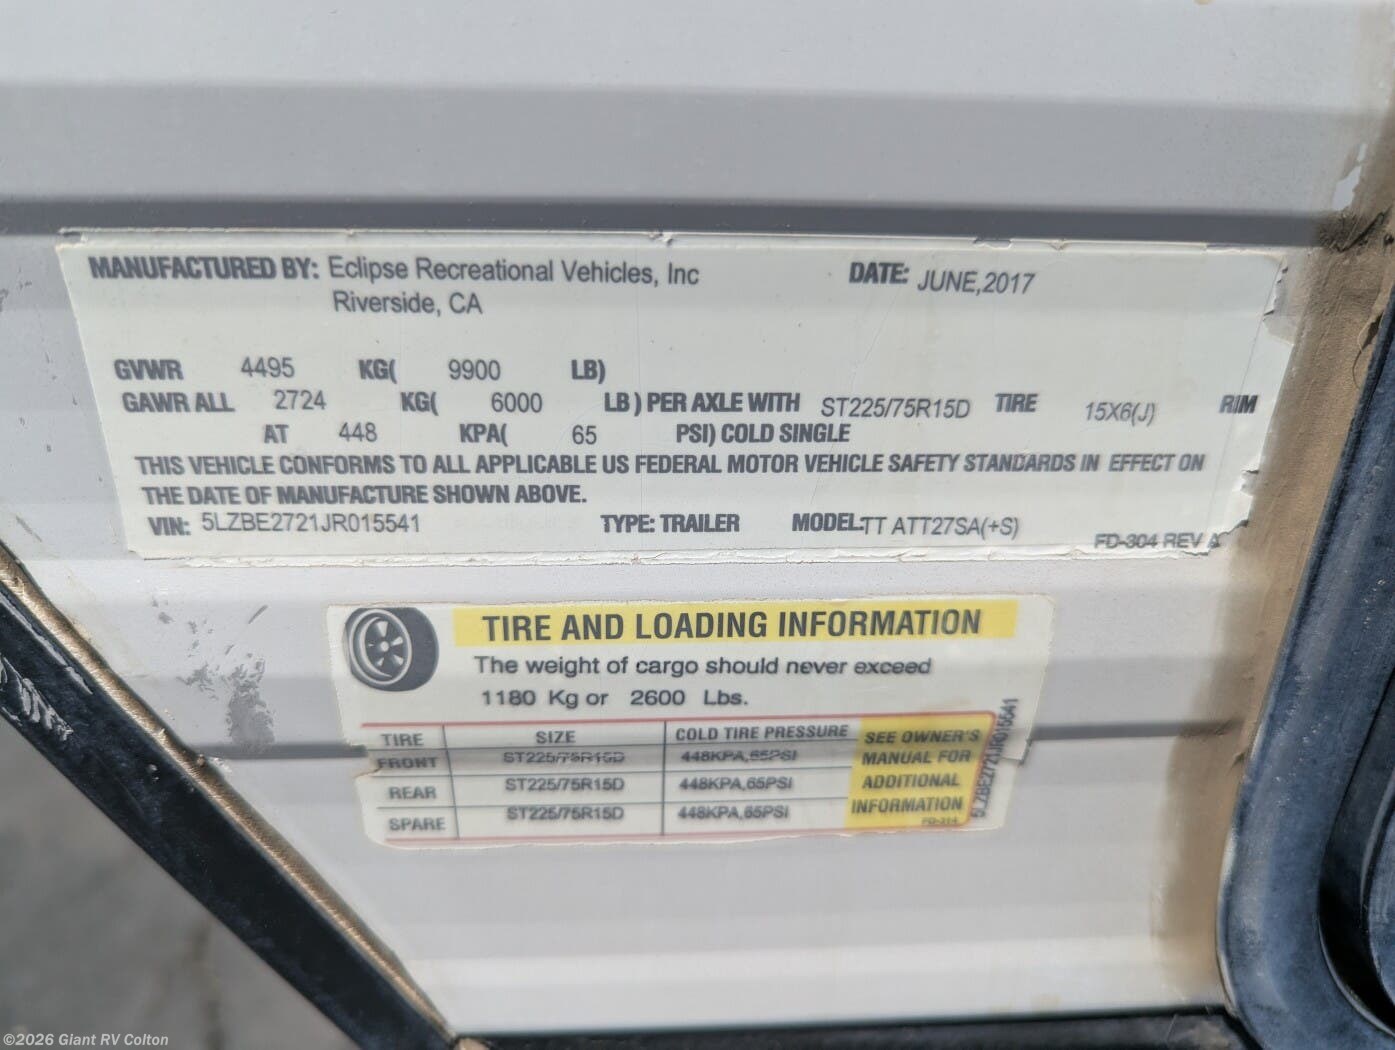 MANUFACTURED BY: Eclipse Recreational Vehicles, Inc DATE: JUNE,2017
Riverside, CA
GVWR 4495 KG( 9900 LB)
GAWR ALL 2724 KG( 6000 LB ) PER AXLE WITH ST225/75R15D TIRE 15X6(J) RIM
AT 448 KPA( 65 PSI) COLD SINGLE
THIS VEHICLE CONFORMS TO ALL APPLICABLE US FEDERAL MOTOR VEHICLE SAFETY STANDARDS IN EFFECT ON
THE DATE OF MANUFACTURE SHOWN ABOVE.
VIN: 5LZBE2721JR015541 TYPE: TRAILER MODEL: TT ATT27SA(+S)
FD-304 REV A
TIRE AND LOADING INFORMATION
The weight of cargo should never exceed
1180 Kg or 2600 Lbs.
TIRE SIZE COLD TIRE PRESSURE SEE OWNER'S
FRONT ST225/75R15D 448KPA,65PSI MANUAL FOR
REAR ST225/75R15D 448KPA,65PSI ADDITIONAL
SPARE ST225/75R15D 448KPA,65PSI INFORMATION
FD-314
5LZBE2721JR015541
©2026 Giant RV Colton